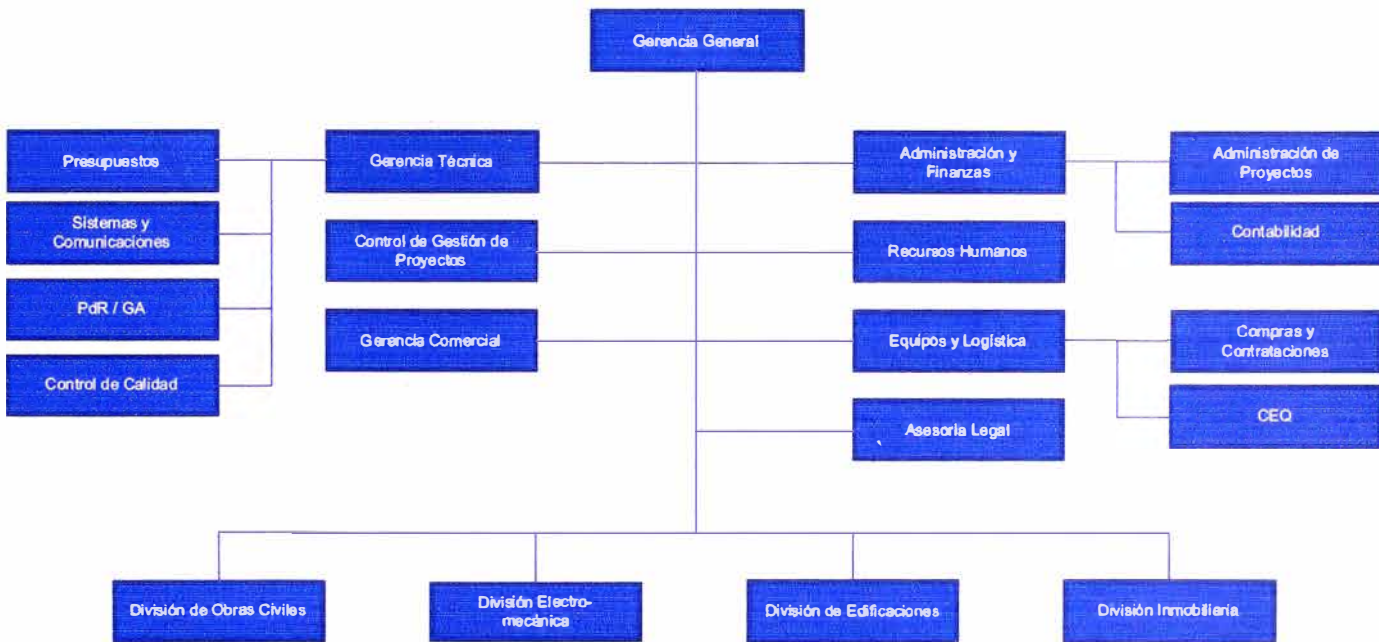 Gerencia General
Presupuestos
Gerencia Técnica
Administración y
Finanzas
Administración de
Proyectos
Sistemas y
Comunicaciones
Control de Gestión de
Proyectos
Recursos Humanos
Contabilidad
PdR / GA
Gerencia Comercial
Equipos y Logística
Compras y
Contrataciones
Control de Calidad
Asesoría Legal
CEQ
División de Obras Civiles
División Electro-
mecánica
División de Edificaciones
División Inmobiliería